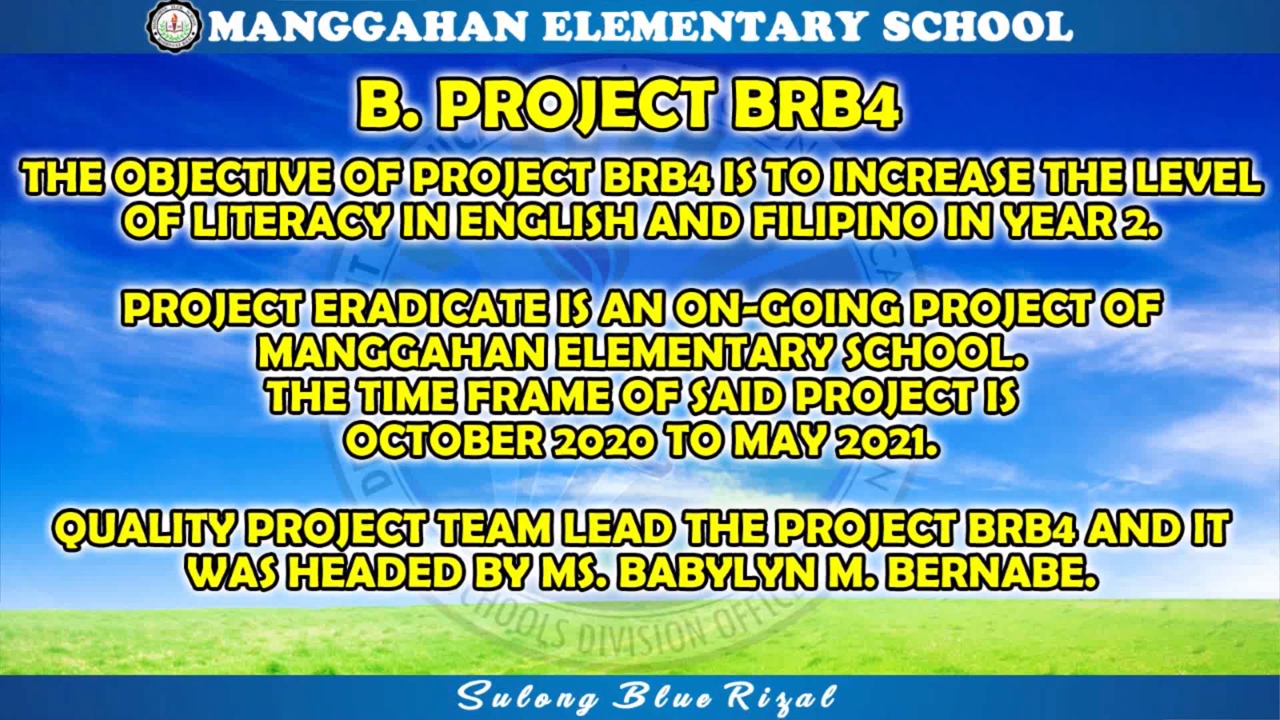 MANGGAHAN ELEMENTARY SCHOOL
B. PROJECT BRB4
THE OBJECTIVE OF PROJECT BRB4 IS TO INCREASE THE LEVEL
OF LITERACY IN ENGLISH AND FILIPINO IN YEAR 2.
PROJECT ERADICATE IS AN ON-GOING PROJECT OF
MANGGAHAN ELEMENTARY SCHOOL.
THE TIME FRAME OF SAID PROJECT IS
OCTOBER 2020 TO MAY 2021.
QUALITY PROJECT TEAM LEAD THE PROJECT BRB4 AND IT
WAS HEADED BY MS. BABYLYN M. BERNABE.
SCHOOLS DIVISION OFFICE
Sulong Blue Rizal